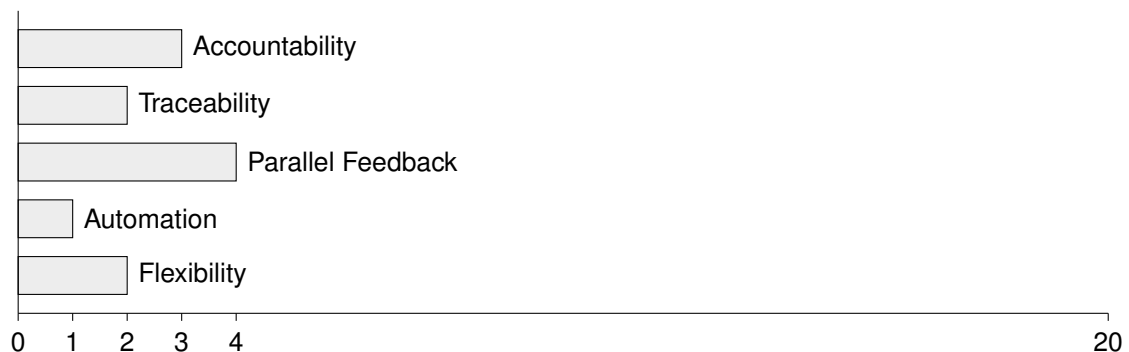 Accountability
Traceability
Parallel Feedback
Automation
Flexibility
0 1 2 3 4 20